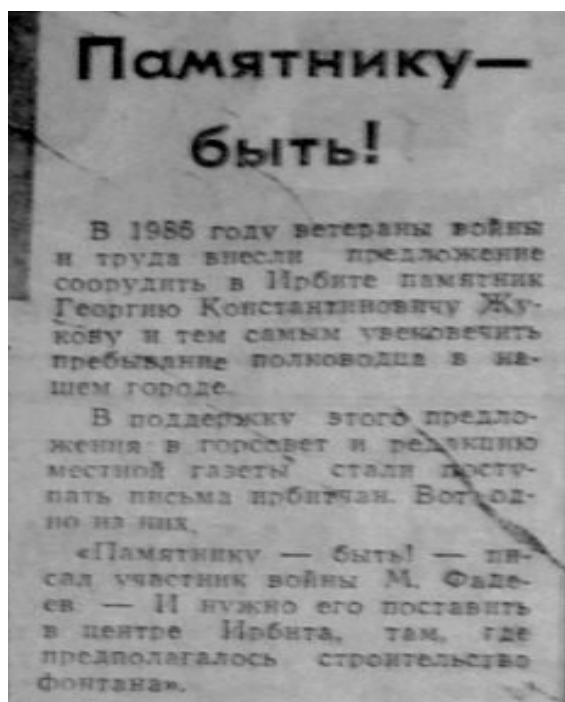 Памятнику—
быть!
В 1986 году ветераны войны
и труда внесли предложение
соорудить в Ирбите памятник
Георгию Константиновичу Жу-
кову и тем самым увековечить
пребывание полководца в на-
шем городе.
В поддержку этого предло-
жения в горсовет и редакцию
местной газеты стали посту-
пать письма ирбитчан. Вот од-
но из них.
«Памятнику — быть! — пи-
сал участник войны М. Фаде-
ев — И нужно его поставить
в центре Ирбита, там, где
предполагалось строительство
фонтана».